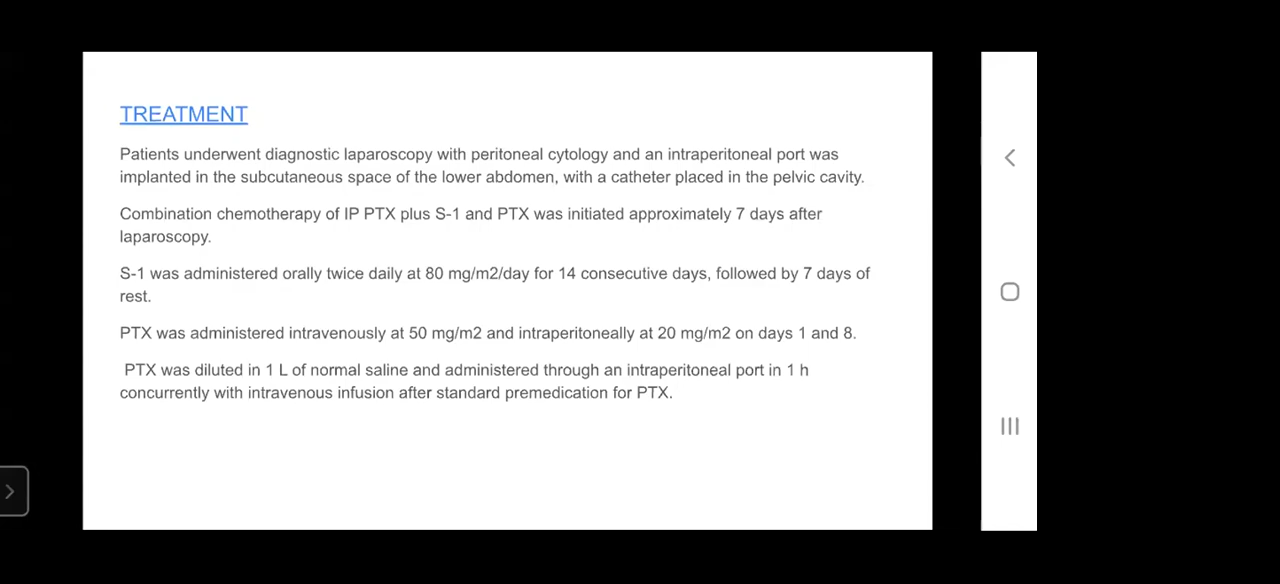 TREATMENT
Patients underwent diagnostic laparoscopy with peritoneal cytology and an intraperitoneal port was
implanted in the subcutaneous space of the lower abdomen, with a catheter placed in the pelvic cavity.
Combination chemotherapy of IP PTX plus S-1 and PTX was initiated approximately 7 days after
laparoscopy.
S-1 was administered orally twice daily at 80 mg/m2/day for 14 consecutive days, followed by 7 days of
rest.
PTX was administered intravenously at 50 mg/m2 and intraperitoneally at 20 mg/m2 on days 1 and 8.
PTX was diluted in 1 L of normal saline and administered through an intraperitoneal port in 1 h
concurrently with intravenous infusion after standard premedication for PTX.